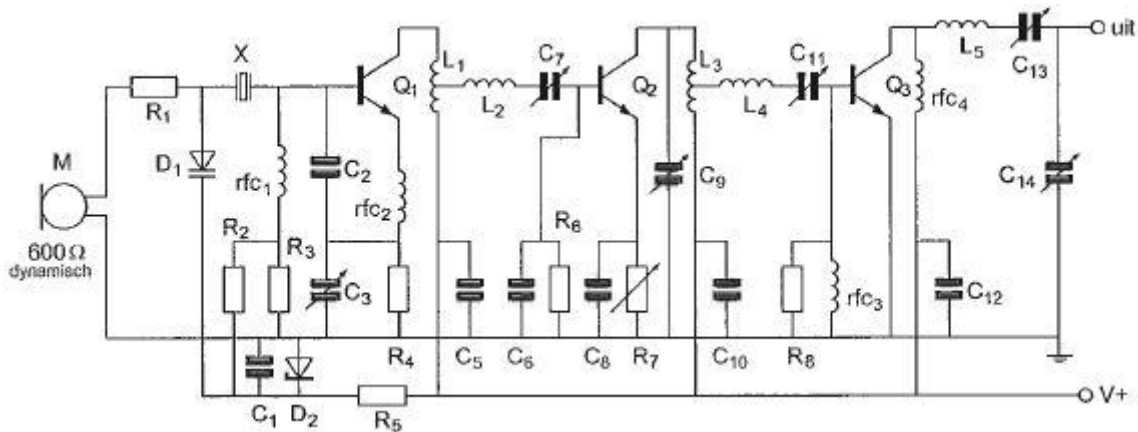 M
600 Ω
dynamisch
R1
X
D1
rfc1
R2
R3
C2
C3
C1
D2
rfc2
R4
R5
Q1
L1
L2
C7
C5
C6
R6
C8
R7
Q2
C9
L3
L4
C11
C10
R8
rfc3
Q3
rfc4
C12
L5
C13
C14
uit
V+